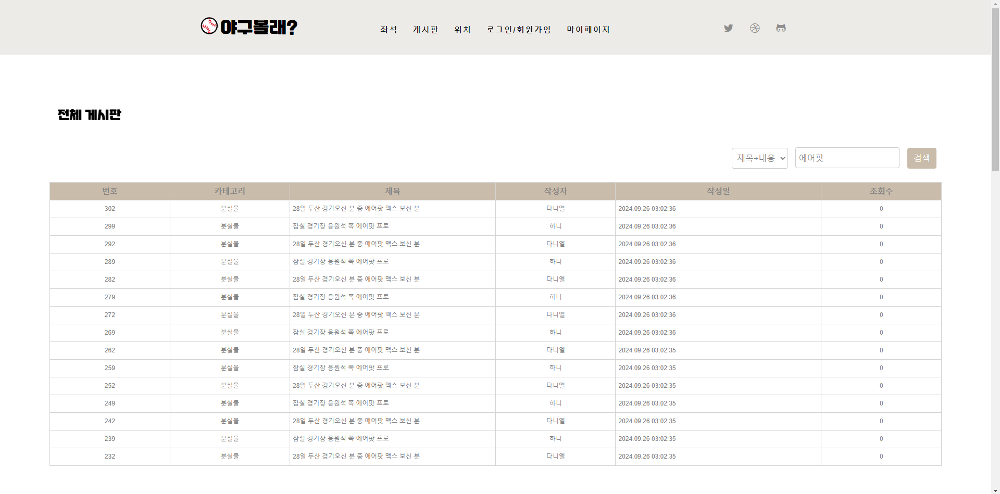 야구볼래?
좌석 게시판 위치 로그인/회원가입 마이페이지
전체 게시판
제목+내용 에어팟 검색
번호 카테고리 제목 작성자 작성일 조회수
302 분실물 28일 두산 경기오신 분 중 에어팟 맥스 보신 분 다니엘 2024.09.26 03:02:36 0
299 분실물 잠실 경기장 응원석 쪽 에어팟 프로 하니 2024.09.26 03:02:36 0
292 분실물 28일 두산 경기오신 분 중 에어팟 맥스 보신 분 다니엘 2024.09.26 03:02:36 0
289 분실물 잠실 경기장 응원석 쪽 에어팟 프로 하니 2024.09.26 03:02:36 0
282 분실물 28일 두산 경기오신 분 중 에어팟 맥스 보신 분 다니엘 2024.09.26 03:02:36 0
279 분실물 잠실 경기장 응원석 쪽 에어팟 프로 하니 2024.09.26 03:02:36 0
272 분실물 28일 두산 경기오신 분 중 에어팟 맥스 보신 분 다니엘 2024.09.26 03:02:36 0
269 분실물 잠실 경기장 응원석 쪽 에어팟 프로 하니 2024.09.26 03:02:36 0
262 분실물 28일 두산 경기오신 분 중 에어팟 맥스 보신 분 다니엘 2024.09.26 03:02:35 0
259 분실물 잠실 경기장 응원석 쪽 에어팟 프로 하니 2024.09.26 03:02:35 0
252 분실물 28일 두산 경기오신 분 중 에어팟 맥스 보신 분 다니엘 2024.09.26 03:02:35 0
249 분실물 잠실 경기장 응원석 쪽 에어팟 프로 하니 2024.09.26 03:02:35 0
242 분실물 28일 두산 경기오신 분 중 에어팟 맥스 보신 분 다니엘 2024.09.26 03:02:35 0
239 분실물 잠실 경기장 응원석 쪽 에어팟 프로 하니 2024.09.26 03:02:35 0
232 분실물 28일 두산 경기오신 분 중 에어팟 맥스 보신 분 다니엘 2024.09.26 03:02:35 0